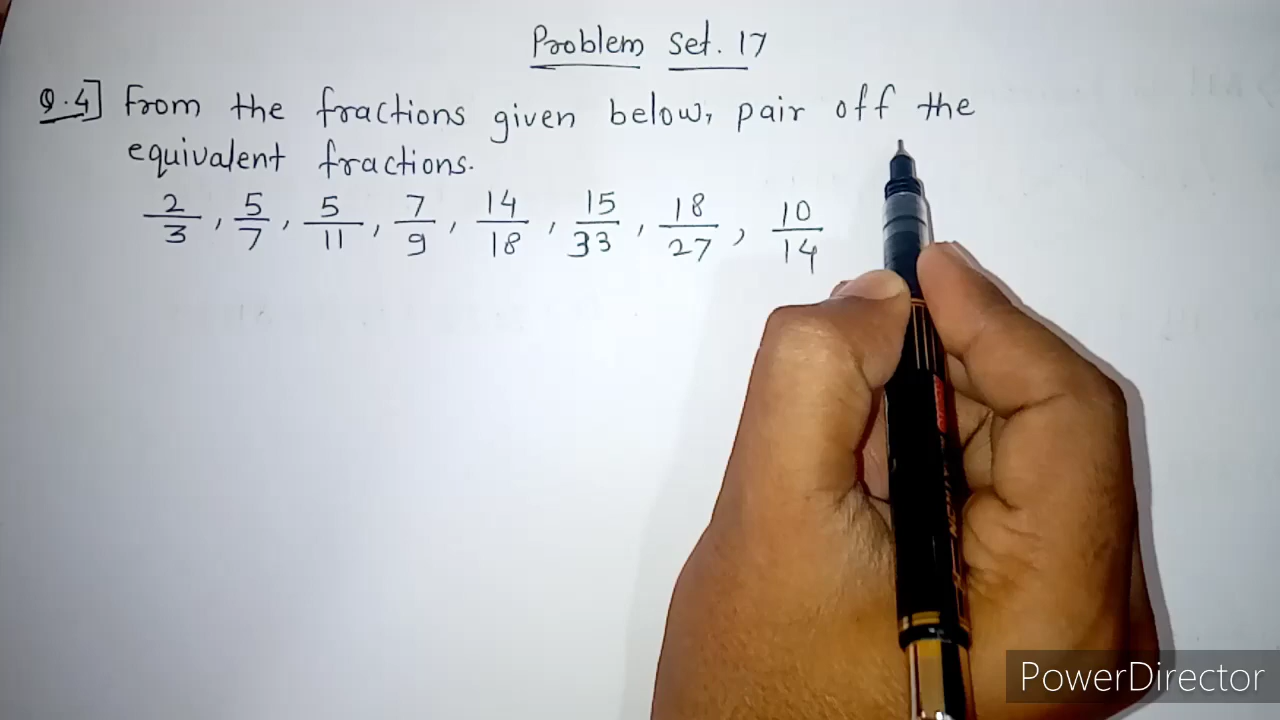 Problem Set. 17
Q.4] From the fractions given below, pair off the
equivalent fractions.
2/3, 5/7, 5/11, 7/9, 14/18, 15/33, 18/27, 10/14
PowerDirector